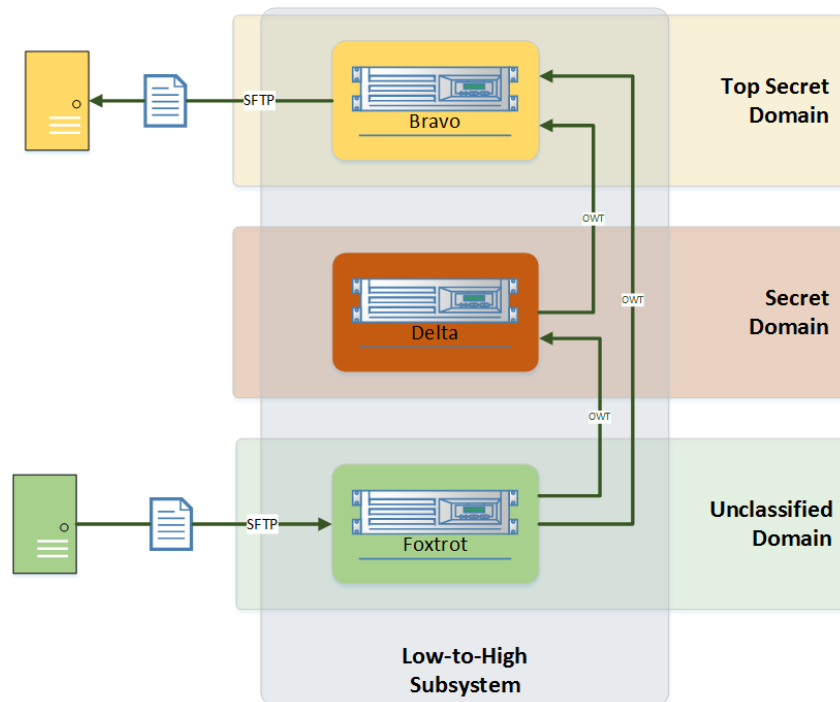 Top Secret
Domain
SFTP
Bravo
OWT
Secret
Domain
OWT
Delta
OWT
Unclassified
Domain
SFTP
Foxtrot
Low-to-High
Subsystem